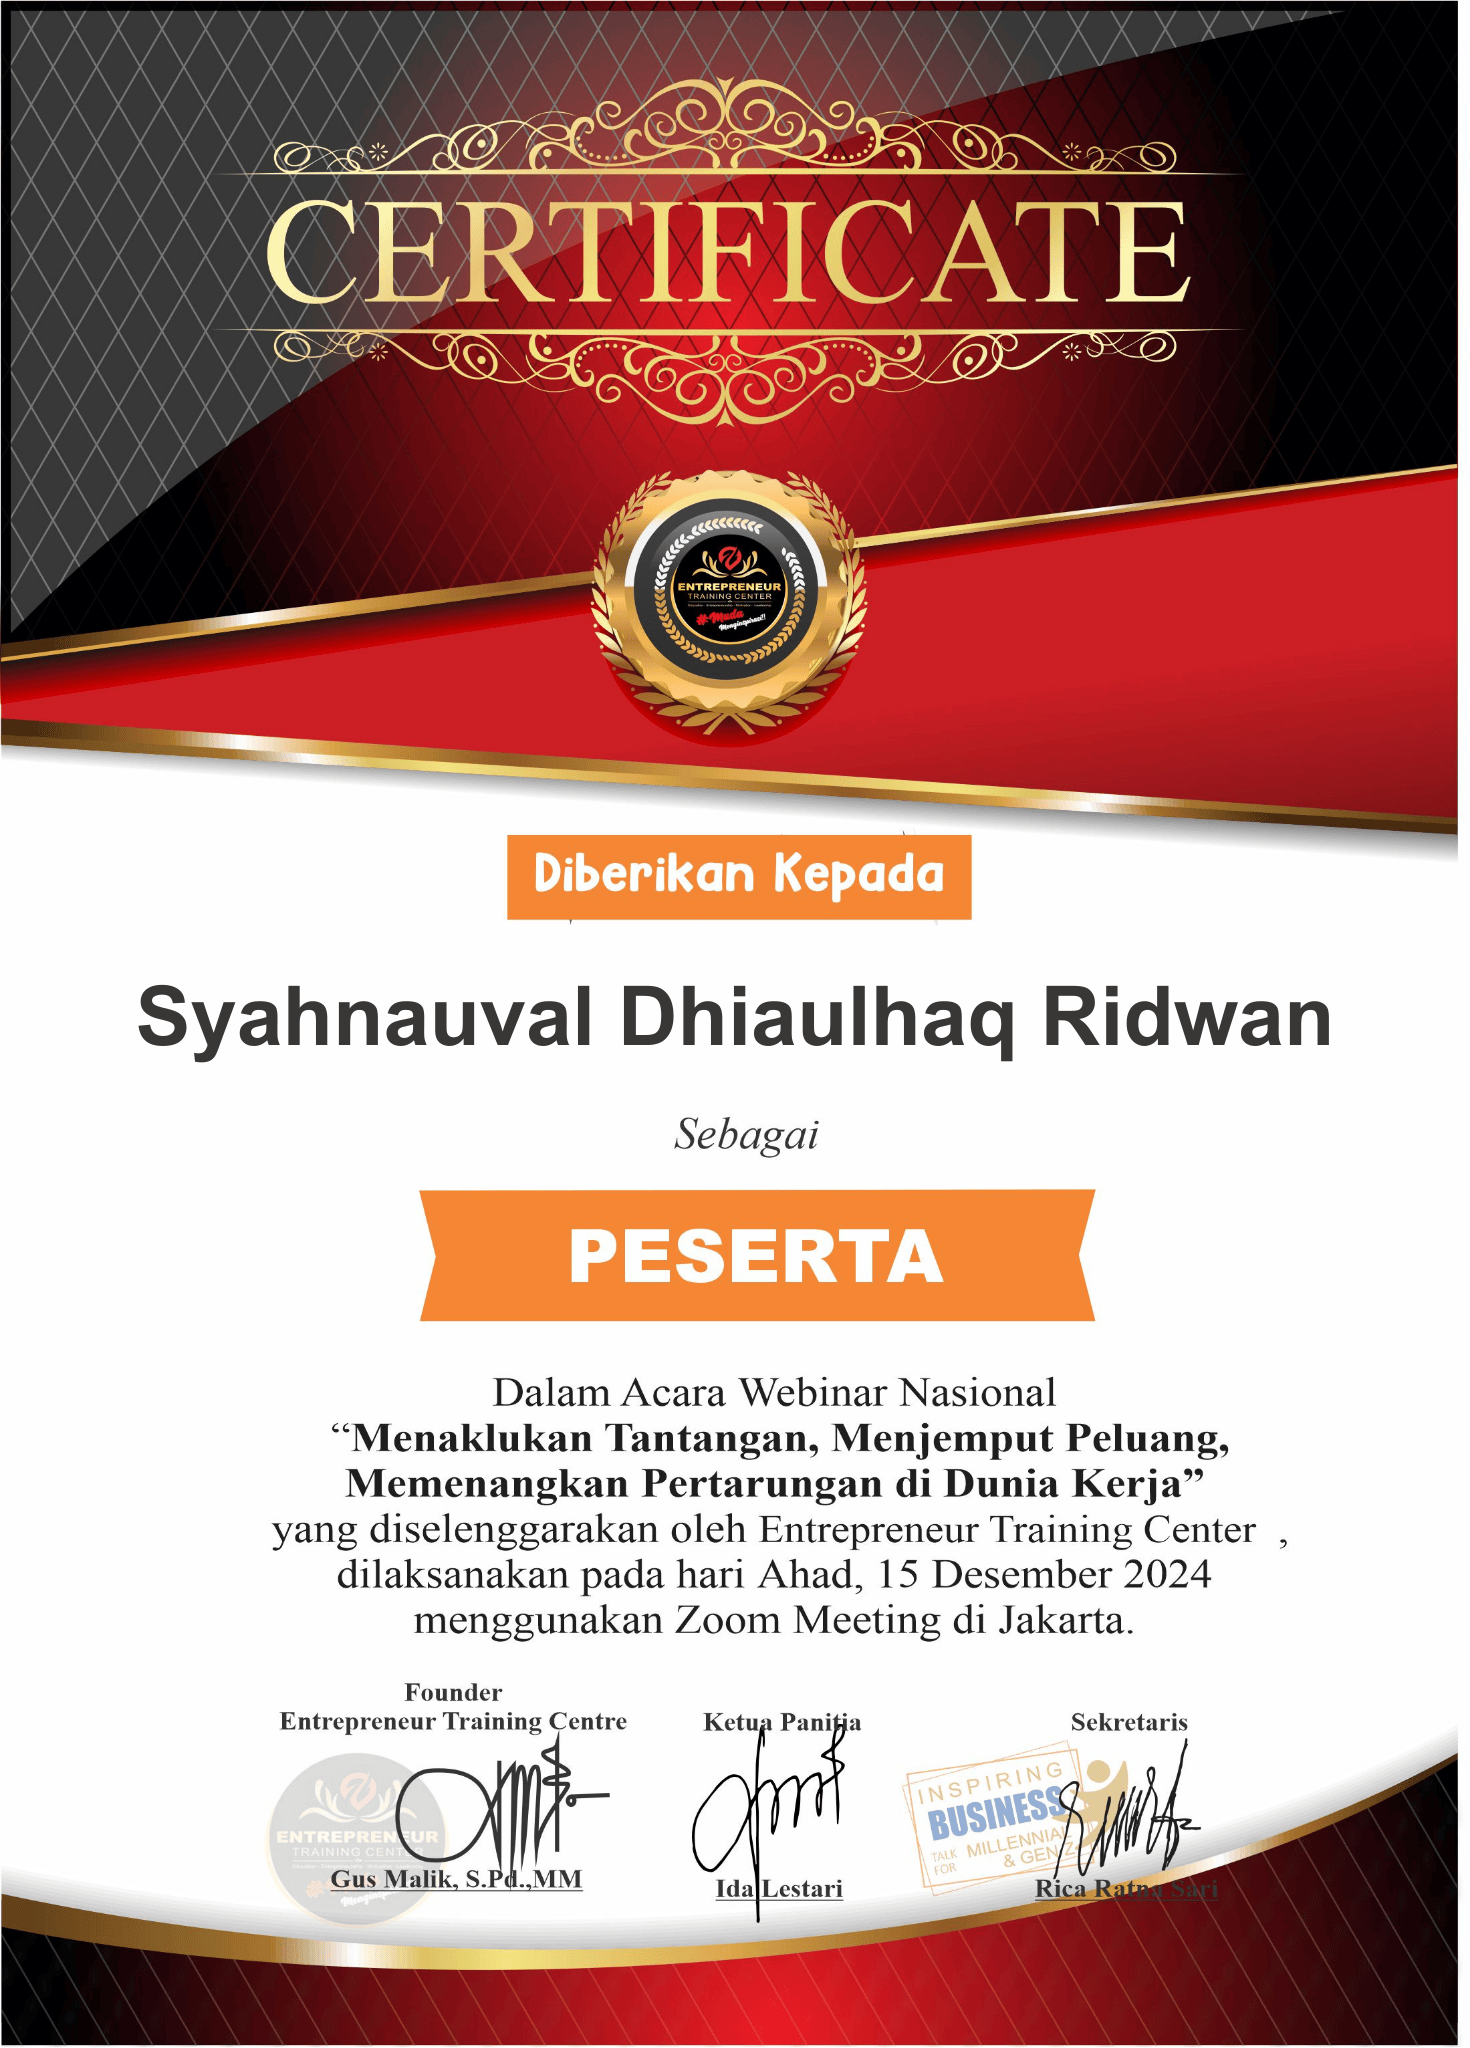 CERTIFICATE
ENTREPRENEUR
TRAINING CENTER
#Muda
Menginspirasi!!
Diberikan Kepada
Syahnauval Dhiaulhaq Ridwan
Sebagai
PESERTA
Dalam Acara Webinar Nasional
“Menaklukan Tantangan, Menjemput Peluang,
Memenangkan Pertarungan di Dunia Kerja”
yang diselenggarakan oleh Entrepreneur Training Center ,
dilaksanakan pada hari Ahad, 15 Desember 2024
menggunakan Zoom Meeting di Jakarta.
Founder
Entrepreneur Training Centre
Ketua Panitia
Sekretaris
ENTREPRENEUR
TRAINING CENTER
INSPIRING
BUSINESS
TALK FOR
MILLENNIAL
& GEN Z
Gus Malik, S.Pd.,MM
Ida Lestari
Rica Ratna Sari